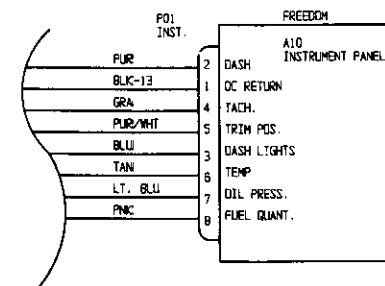 P01
INST.
FREEDOM
A10
INSTRUMENT PANEL
PUR 2 DASH
BLK-13 1 DC RETURN
GRA 4 TACH.
PUR/WHT 5 TRIM POS.
BLU 3 DASH LIGHTS
TAN 6 TEMP
LT. BLU 7 OIL PRESS.
PNK 8 FUEL QUANT.